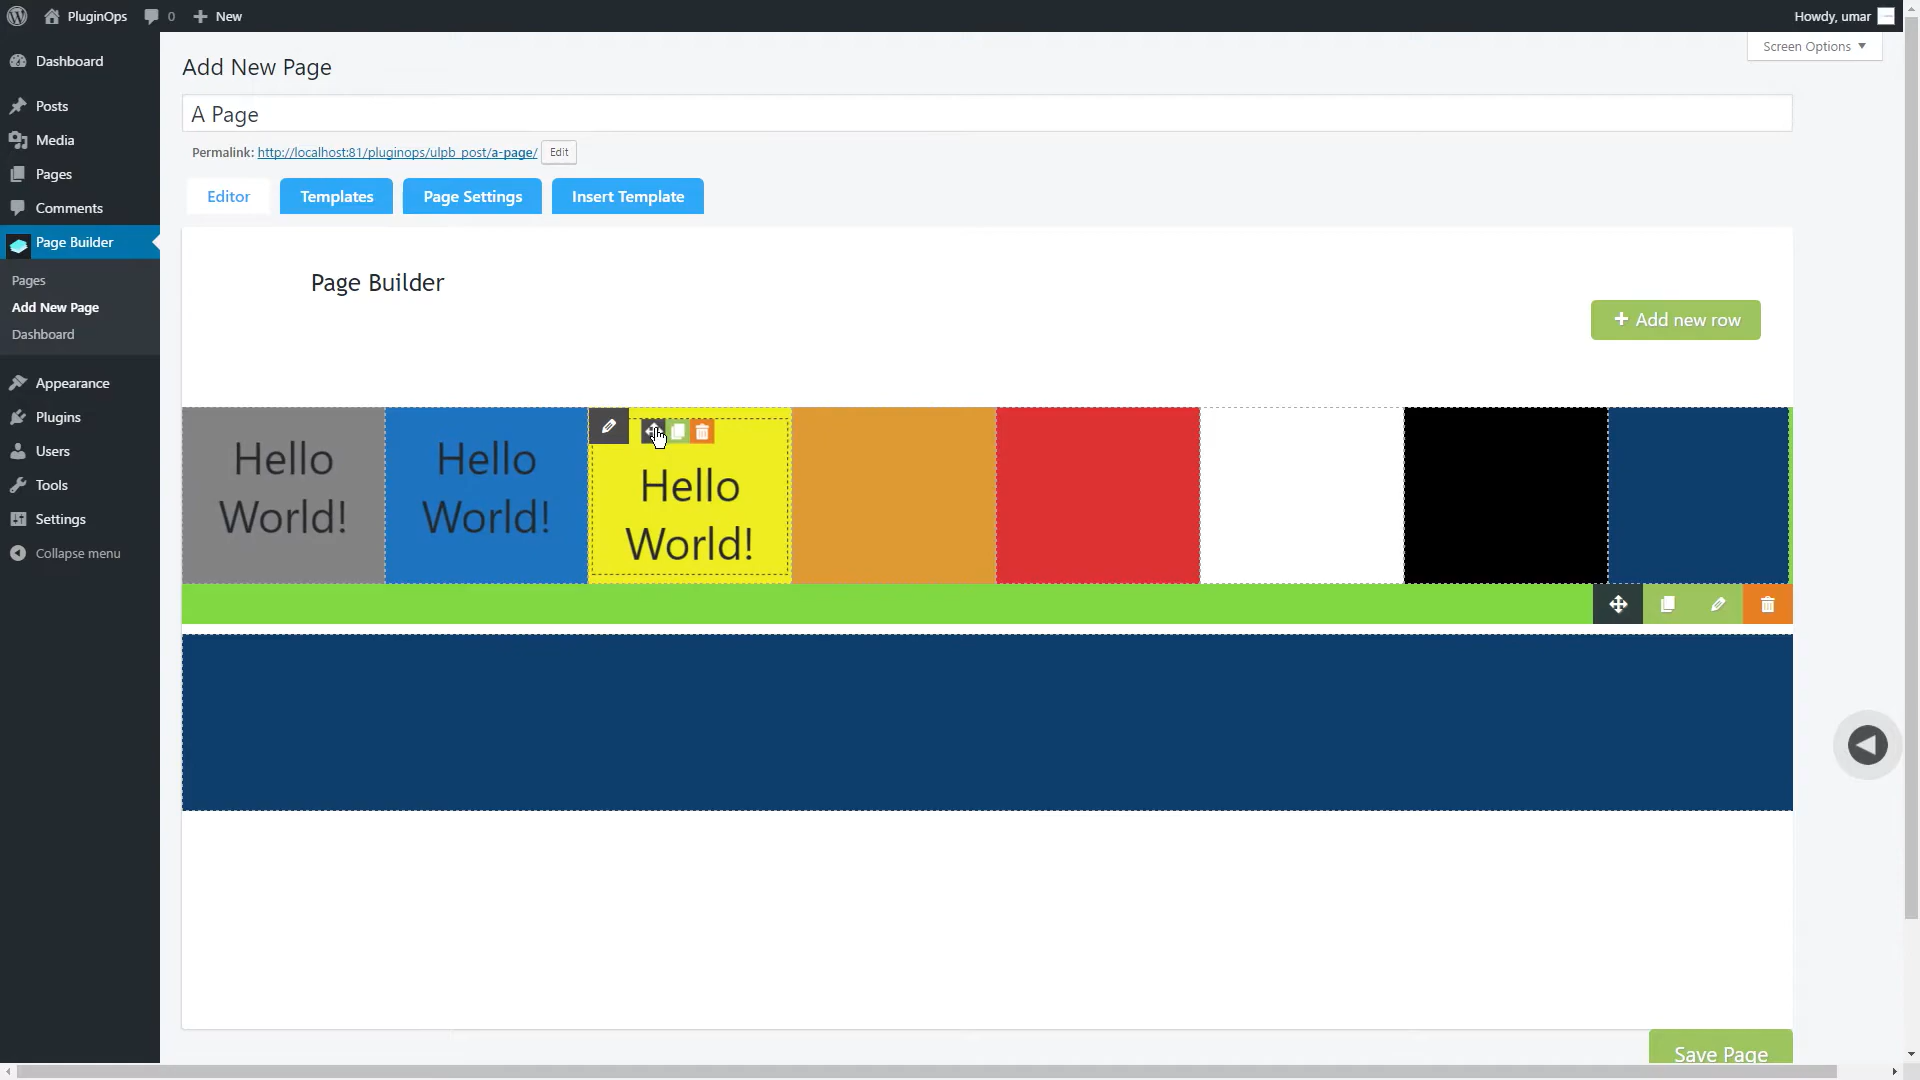 PluginOps
0
New
Howdy, umar
Screen Options
Dashboard
Posts
Media
Pages
Comments
Page Builder
Pages
Add New Page
Dashboard
Appearance
Plugins
Users
Tools
Settings
Collapse menu
Add New Page
A Page
Permalink: http://localhost:81/pluginops/ulpb_post/a-page/ Edit
Editor
Templates
Page Settings
Insert Template
Page Builder
+ Add new row
Hello
World!
Hello
World!
Hello
World!
Save Page